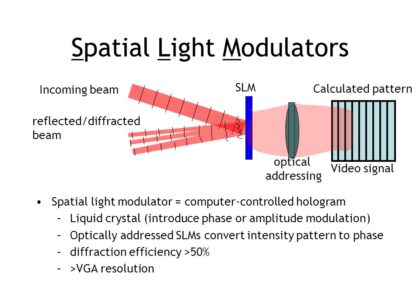 Spatial Light Modulators
Incoming beam
SLM
Calculated pattern
reflected/diffracted
beam
optical
addressing
Video signal
• Spatial light modulator = computer-controlled hologram
- Liquid crystal (introduce phase or amplitude modulation)
- Optically addressed SLMs convert intensity pattern to phase
- diffraction efficiency >50%
- >VGA resolution